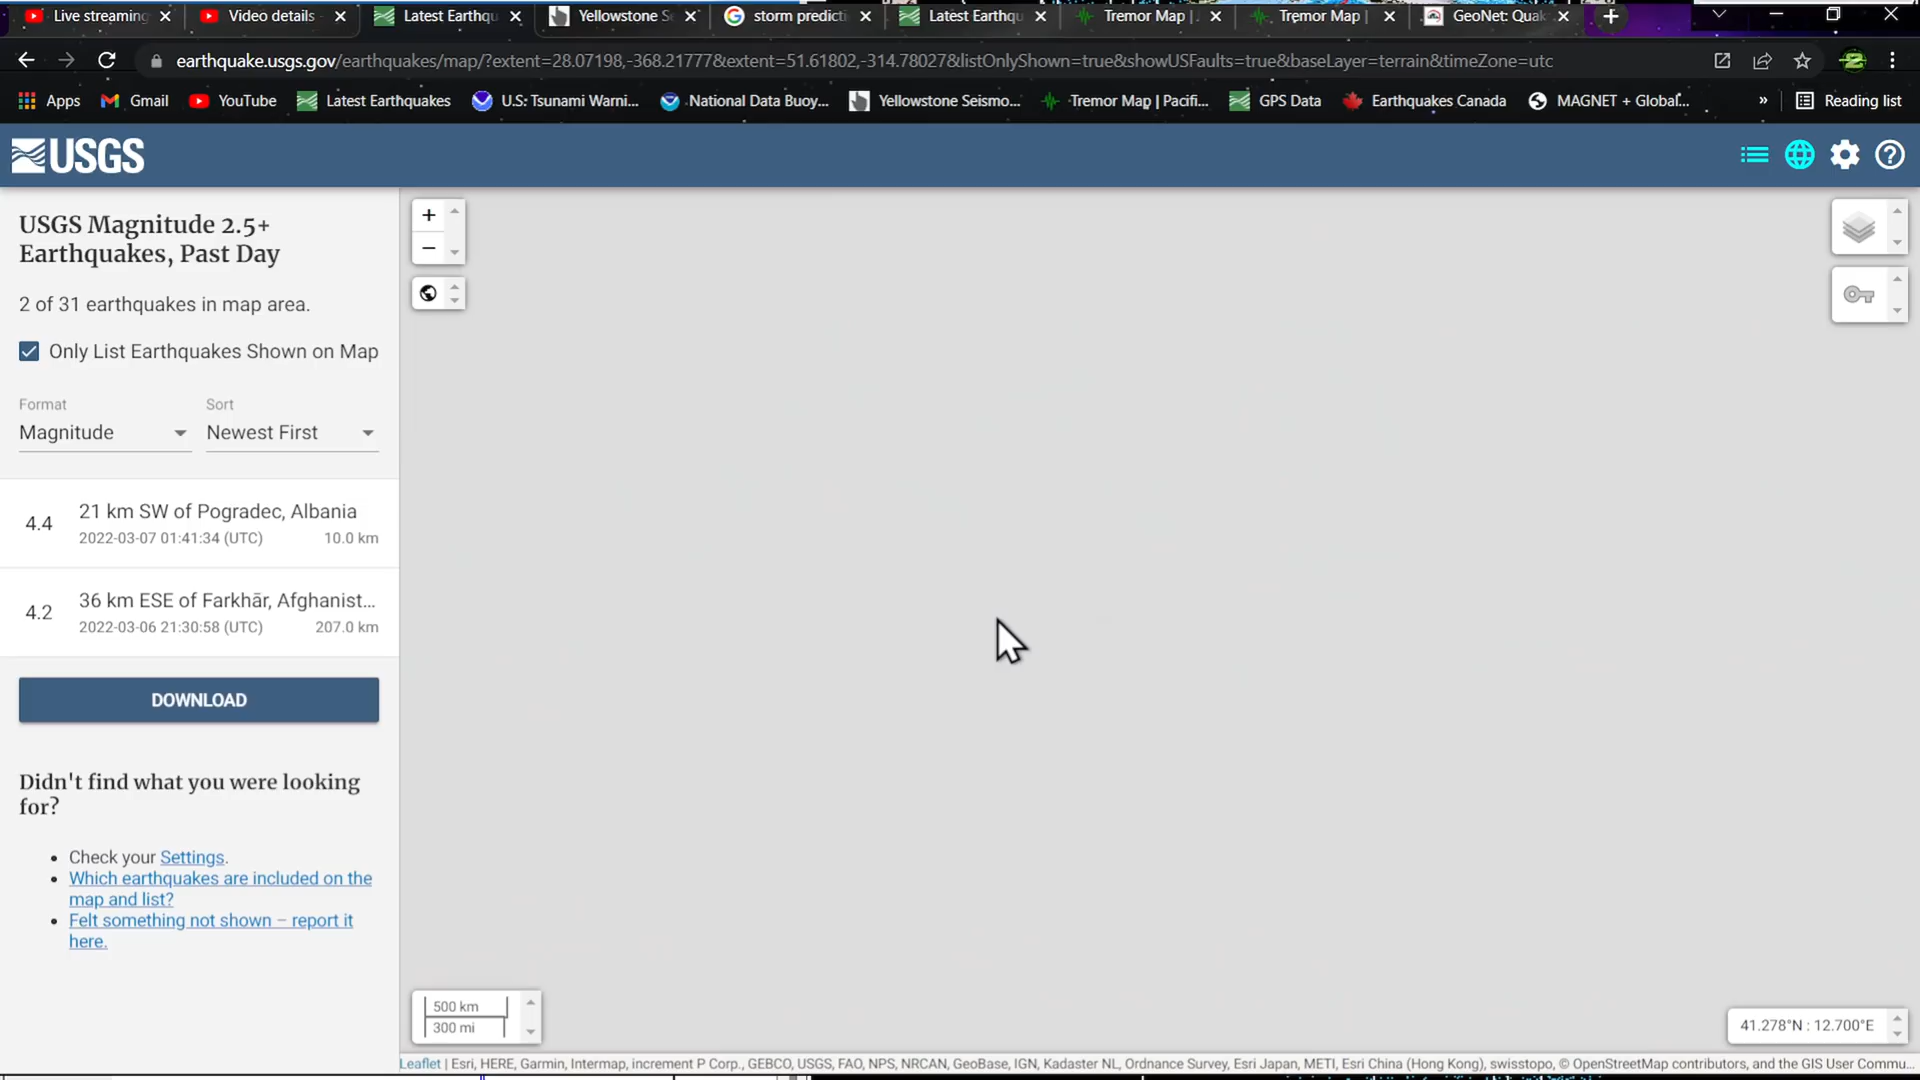 Live streaming
Video details
Latest Earthqu
Yellowstone Se
storm predicti
Latest Earthqu
Tremor Map |
Tremor Map |
GeoNet: Quak
earthquake.usgs.gov/earthquakes/map/?extent=28.07198,-368.21777&extent=51.61802,-314.78027&listOnlyShown=true&showUSFaults=true&baseLayer=terrain&timeZone=utc
Apps
Gmail
YouTube
Latest Earthquakes
U.S. Tsunami Warni...
National Data Buoy...
Yellowstone Seismo...
Tremor Map | Pacifi...
GPS Data
Earthquakes Canada
MAGNET + Global...
»
Reading list
USGS
USGS Magnitude 2.5+
Earthquakes, Past Day
2 of 31 earthquakes in map area.
Only List Earthquakes Shown on Map
Format
Sort
Magnitude
Newest First
4.4
21 km SW of Pogradec, Albania
2022-03-07 01:41:34 (UTC)
10.0 km
4.2
36 km ESE of Farkhār, Afghanist...
2022-03-06 21:30:58 (UTC)
207.0 km
DOWNLOAD
Didn't find what you were looking
for?
• Check your Settings.
• Which earthquakes are included on the
map and list?
• Felt something not shown – report it
here.
+
−
500 km
300 mi
41.278°N : 12.700°E
Leaflet | Esri, HERE, Garmin, Intermap, increment P Corp., GEBCO, USGS, FAO, NPS, NRCAN, GeoBase, IGN, Kadaster NL, Ordnance Survey, Esri Japan, METI, Esri China (Hong Kong), swisstopo, © OpenStreetMap contributors, and the GIS User Commu...